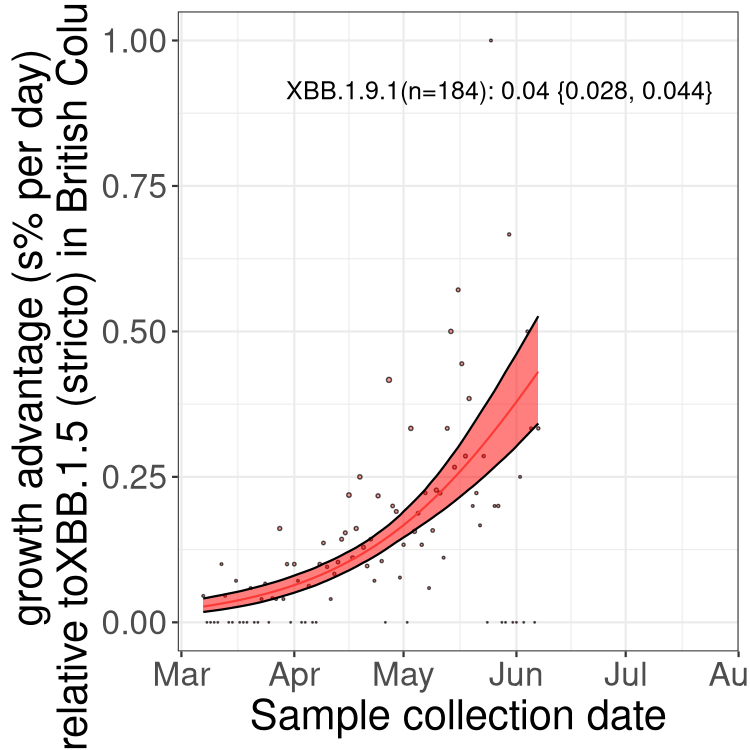 growth advantage (s% per day)
relative toXBB.1.5 (stricto) in British Colu
1.00
0.75
0.50
0.25
0.00
XBB.1.9.1(n=184): 0.04 {0.028, 0.044}
Mar Apr May Jun Jul Au
Sample collection date